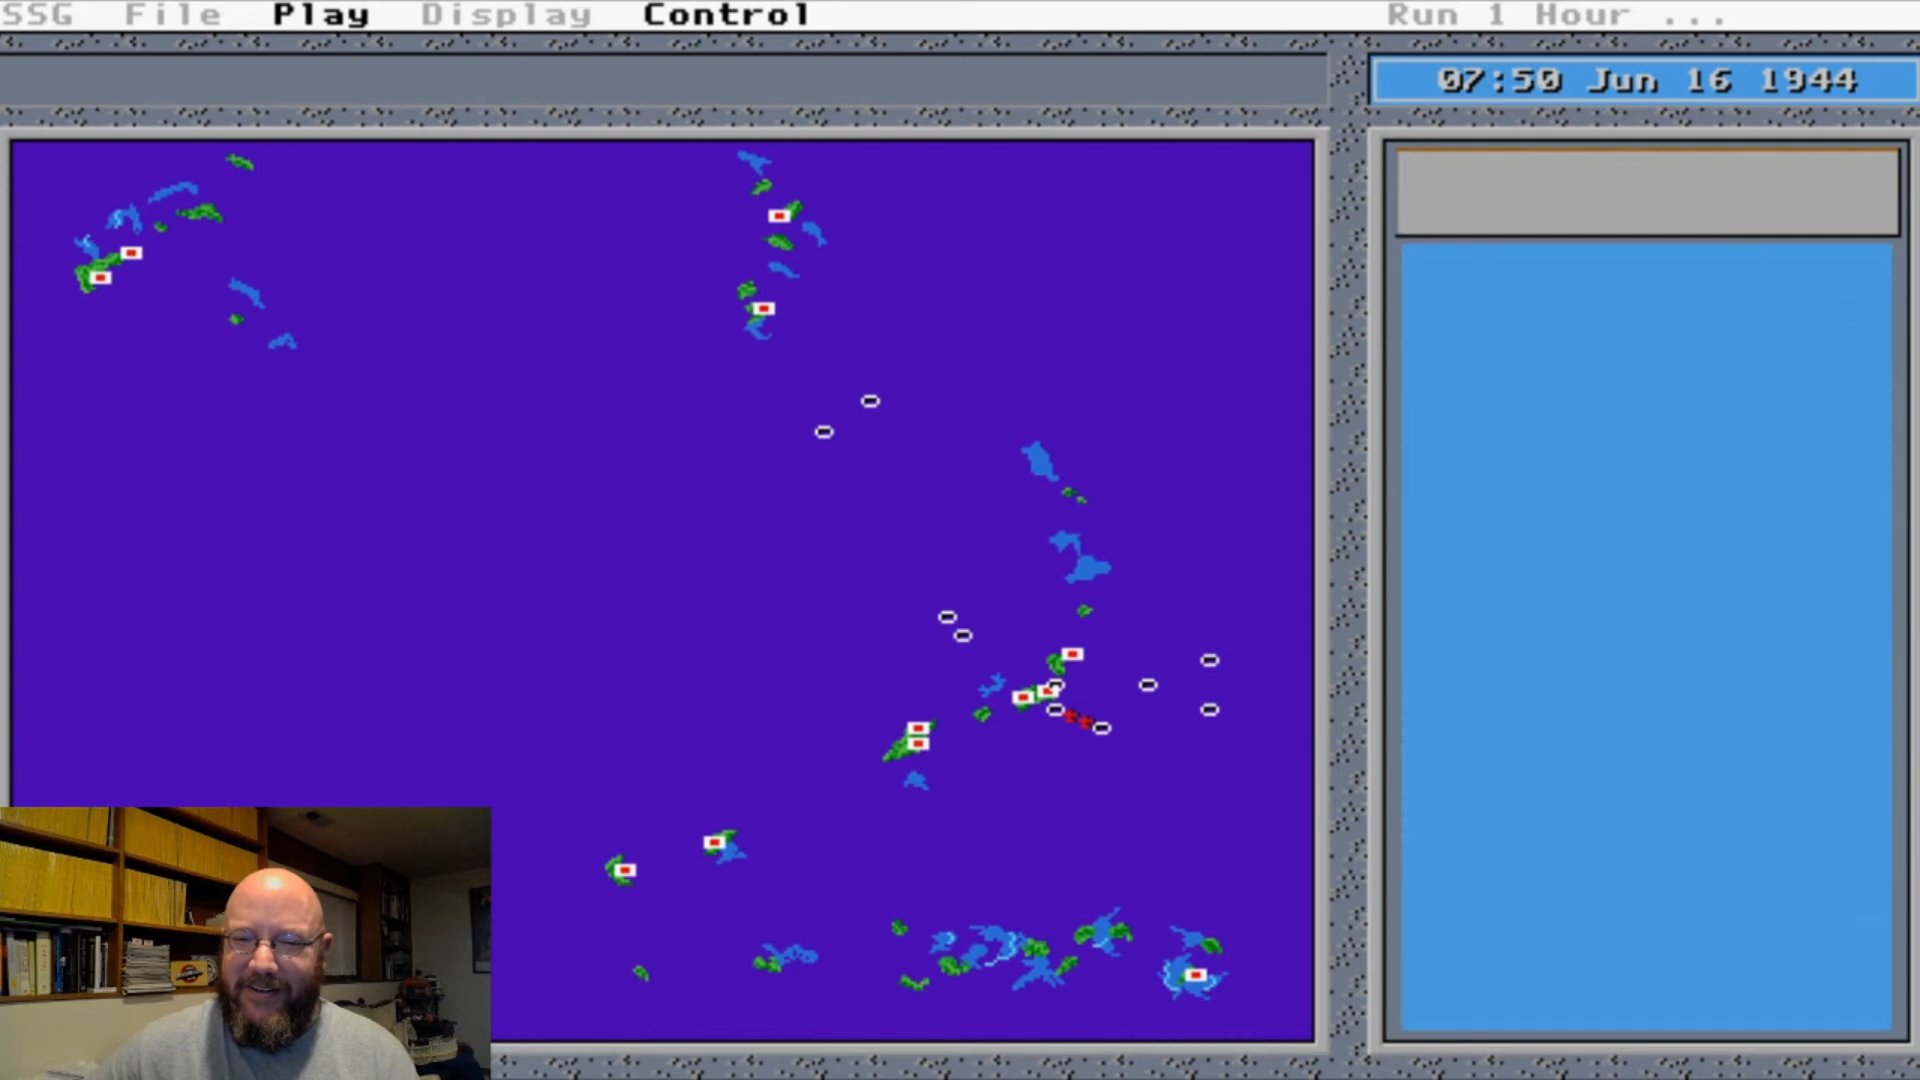 SSG File Play Display Control Run 1 Hour ...
07:50 Jun 16 1944